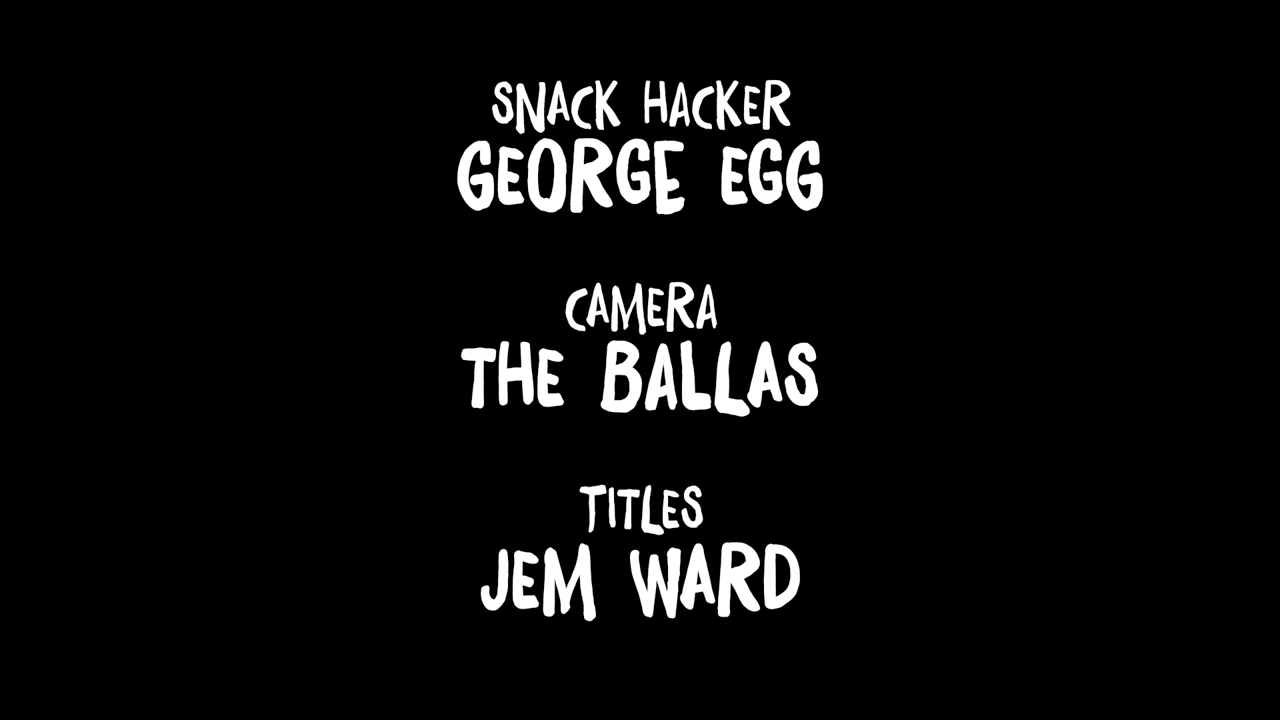 SNACK HACKER
GEORGE EGG
CAMERA
THE BALLAS
TITLES
JEM WARD